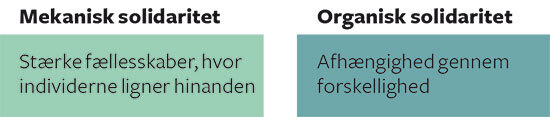 Mekanisk solidaritet
Stærke fællesskaber, hvor
individerne ligner hinanden
Organisk solidaritet
Afhængighed gennem
forskellighed